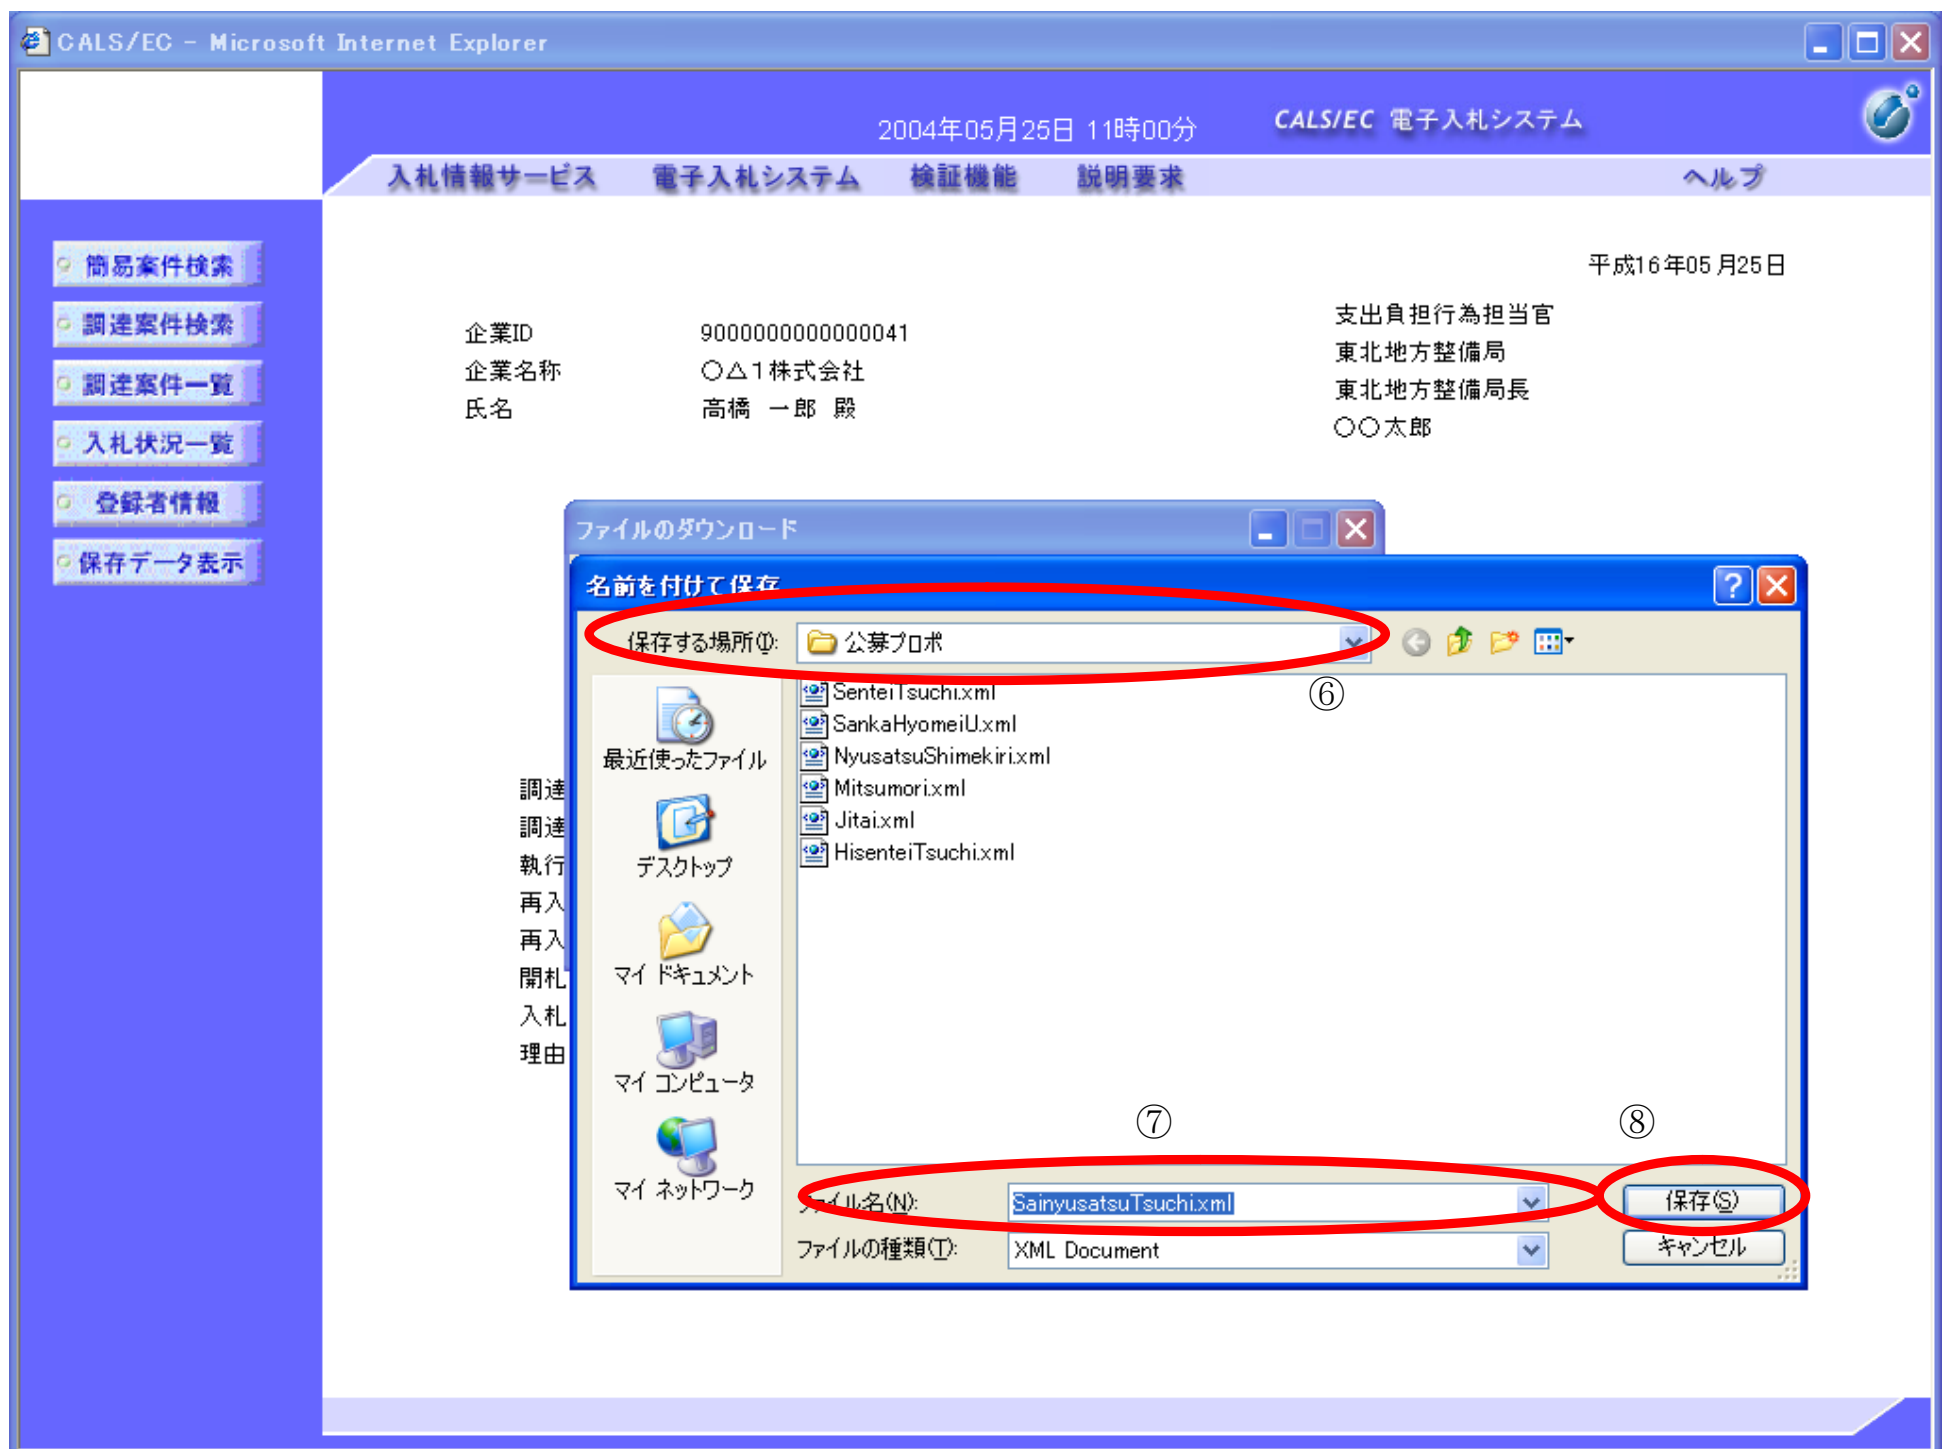 CALS/EC - Microsoft Internet Explorer
2004年05月25日 11時00分
CALS/EC 電子入札システム
入札情報サービス
電子入札システム
検証機能
説明要求
ヘルプ
簡易案件検索
調達案件検索
調達案件一覧
入札状況一覧
登録者情報
保存データ表示
平成16年05月25日
支出負担行為担当官
東北地方整備局
東北地方整備局長
○○太郎
企業ID 9000000000000041
企業名称 ○△1株式会社
氏名 高橋 一郎 殿
調達
調達
執行
再入
再入
開札
入札
理由
ファイルのダウンロード
名前を付けて保存
保存する場所(I): 公募プロポ
⑥
最近使ったファイル
デスクトップ
マイ ドキュメント
マイ コンピュータ
マイ ネットワーク
SenteiTsuchi.xml
SankaHyomeiU.xml
NyusatsuShimekiri.xml
Mitsumori.xml
Jitai.xml
HisenteiTsuchi.xml
⑦
⑧
ファイル名(N): SainyusatsuTsuchi.xml
保存(S)
ファイルの種類(T): XML Document
キャンセル